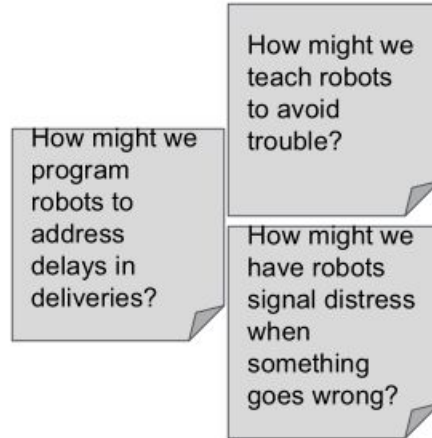 How might we
teach robots
to avoid
trouble?
How might we
program
robots to
address
delays in
deliveries?
How might we
have robots
signal distress
when
something
goes wrong?